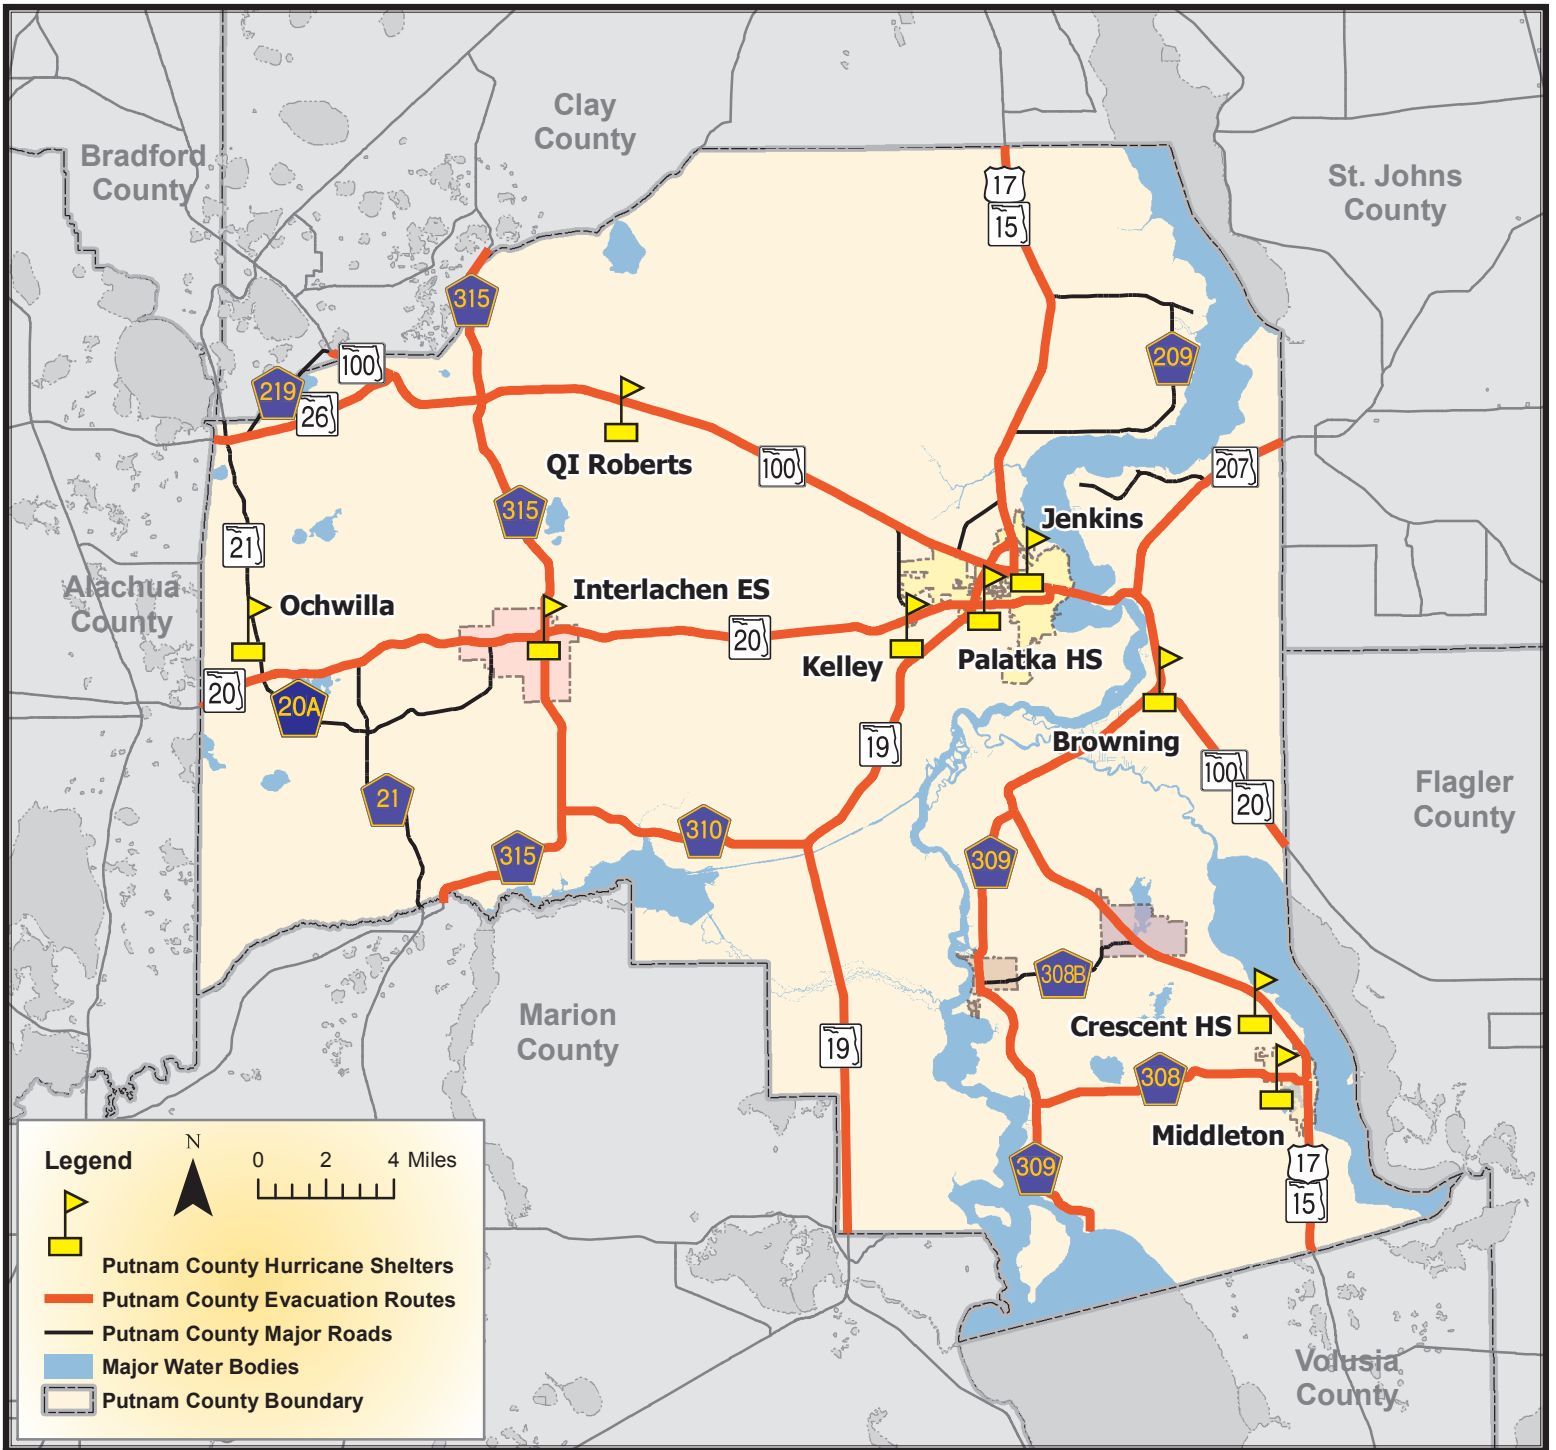 Clay
County
Bradford
County
St. Johns
County
17
15
315
209
100
219
26
QI Roberts
100
207
315
Jenkins
21
Alachua
County
Ochwilla
Interlachen ES
20
Kelley
Palatka HS
20
20A
Browning
19
100
20
Flagler
County
21
310
315
309
308B
Marion
County
Crescent HS
19
308
Middleton
309
17
15
Legend
N
0 2 4 Miles
Putnam County Hurricane Shelters
Putnam County Evacuation Routes
Putnam County Major Roads
Major Water Bodies
Putnam County Boundary
Volusia
County